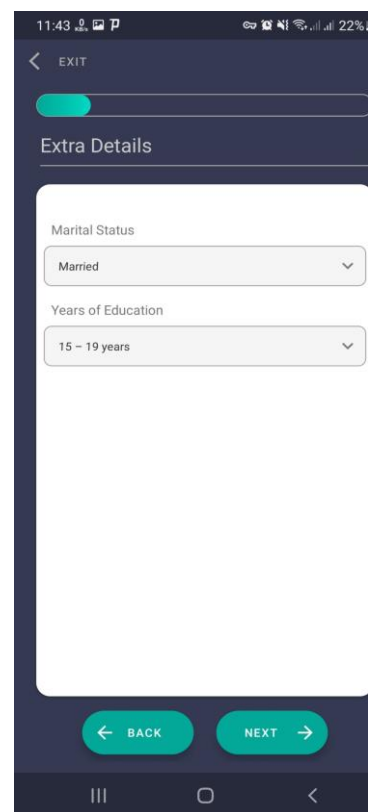 11:43 22%
EXIT
Extra Details
Marital Status
Married
Years of Education
15 – 19 years
BACK NEXT